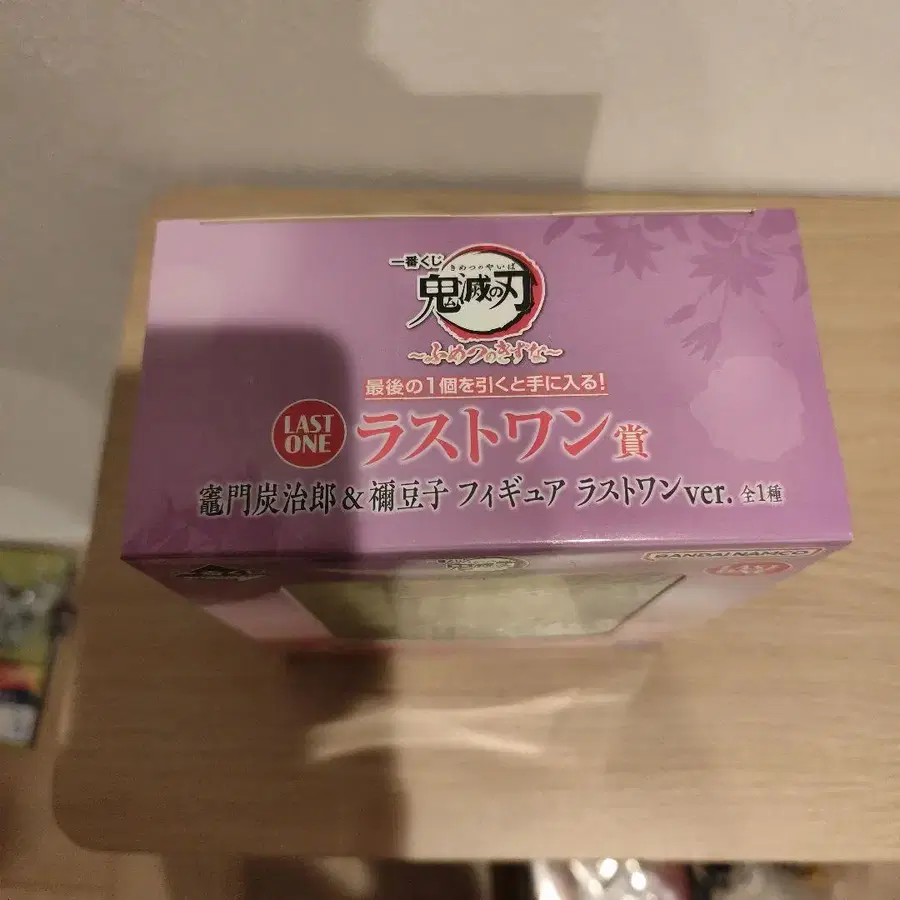 一番くじ
きめつのやいば
鬼滅の刃
〜ふめつのきずな〜
最後の1個を引くと手に入る!
LAST ONE
ラストワン賞
竈門炭治郎&禰豆子 フィギュア ラストワンver. 全1種
BANDAI NAMCO